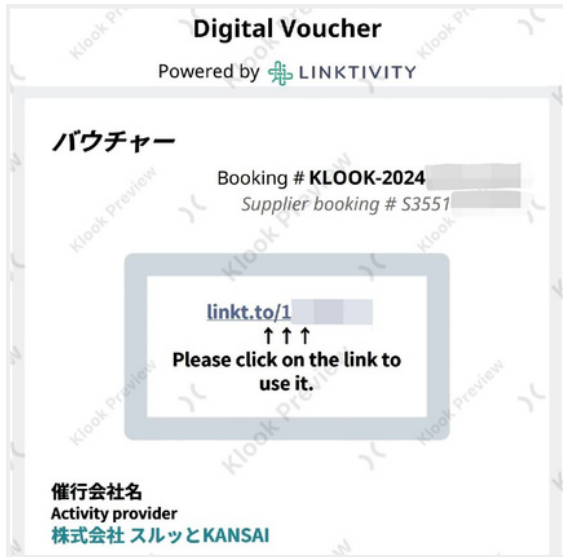 Digital Voucher
Powered by LINKTIVITY
バウチャー
Booking # KLOOK-2024
Supplier booking # S3551
linkt.to/1
↑ ↑ ↑
Please click on the link to
use it.
催行会社名
Activity provider
株式会社 スルッとKANSAI
Klook Preview